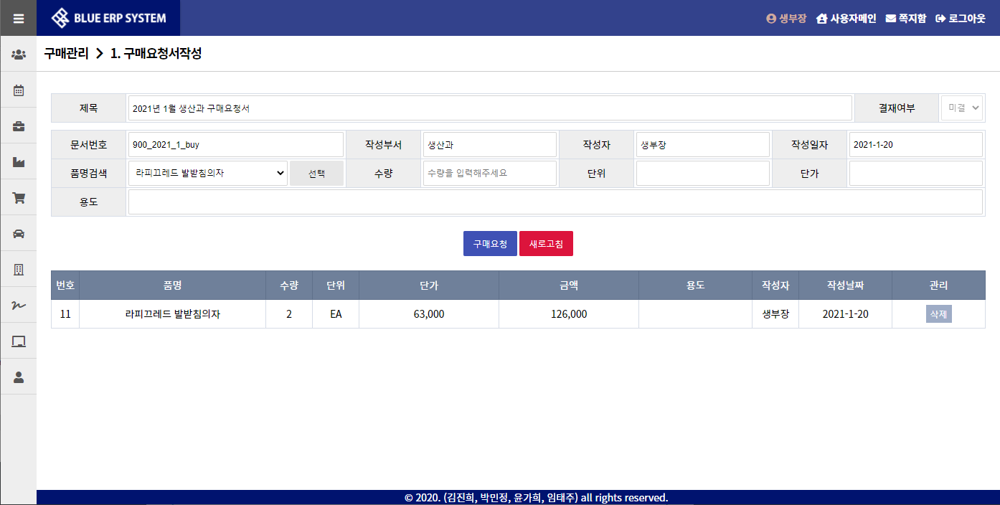 BLUE ERP SYSTEM
생부장 사용자메인 쪽지함 로그아웃
구매관리 1. 구매요청서작성
제목 2021년 1월 생산과 구매요청서 결재여부 미결
문서번호 900_2021_1_buy 작성부서 생산과 작성자 생부장 작성일자 2021-1-20
품명검색 라피끄레드 발받침의자 선택 수량 수량을 입력해주세요 단위 단가
용도
구매요청 새로고침
번호 품명 수량 단위 단가 금액 용도 작성자 작성날짜 관리
11 라피끄레드 발받침의자 2 EA 63,000 126,000 생부장 2021-1-20 삭제
© 2020. (김진희, 박민정, 윤가희, 임태주) all rights reserved.